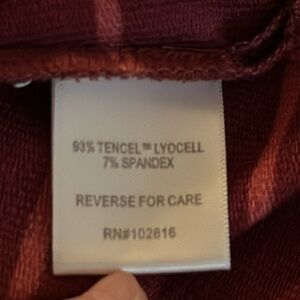 93% TENCEL™ LYOCELL
7% SPANDEX
REVERSE FOR CARE
RN#102816